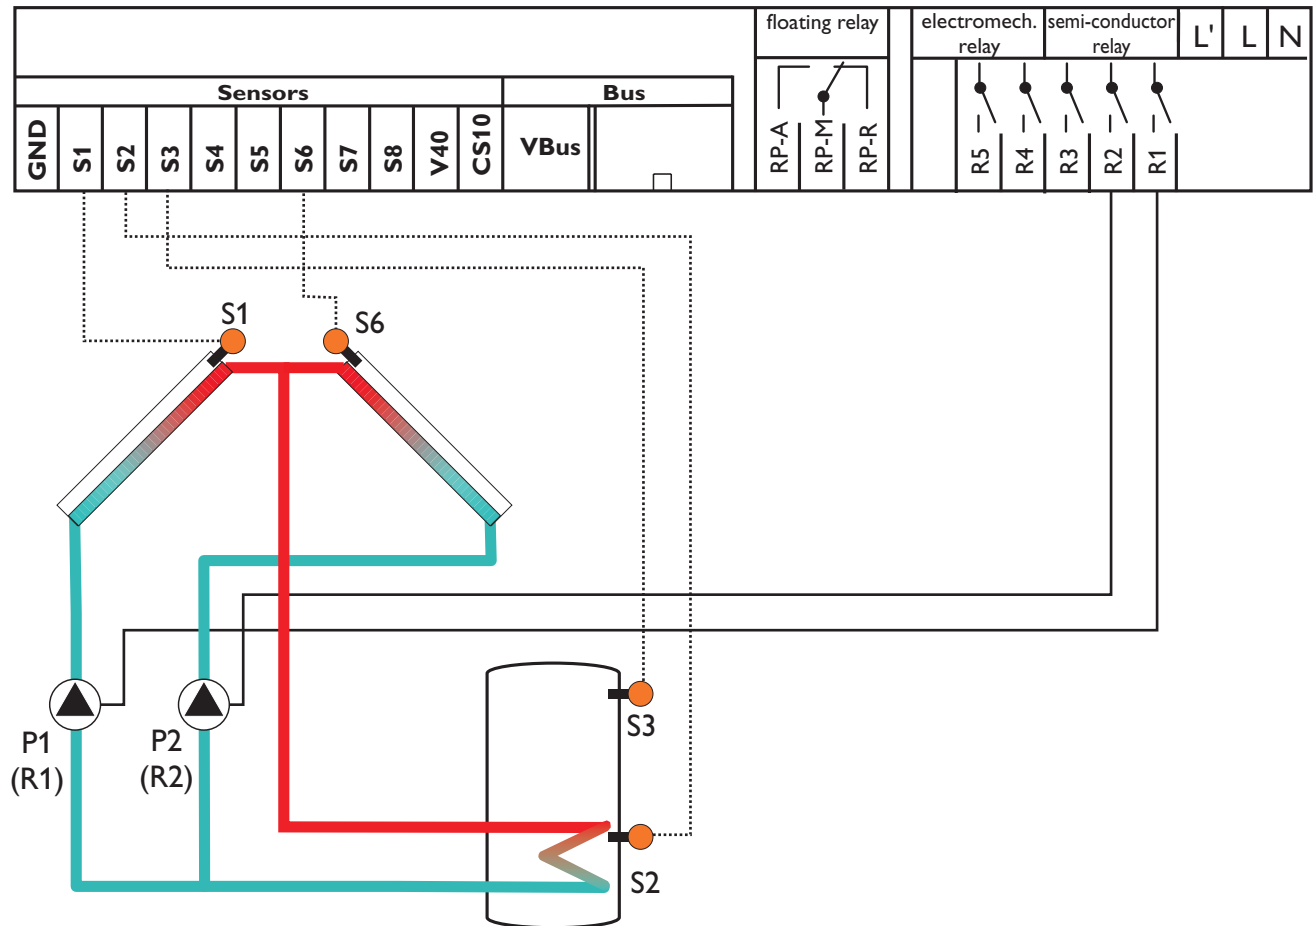 floating relay
electromech.
relay
semi-conductor
relay
L'
L
N
Sensors
Bus
GND
S1
S2
S3
S4
S5
S6
S7
S8
V40
CS10
VBus
RP-A
RP-M
RP-R
R5
R4
R3
R2
R1
S1
S6
P1
(R1)
P2
(R2)
S3
S2